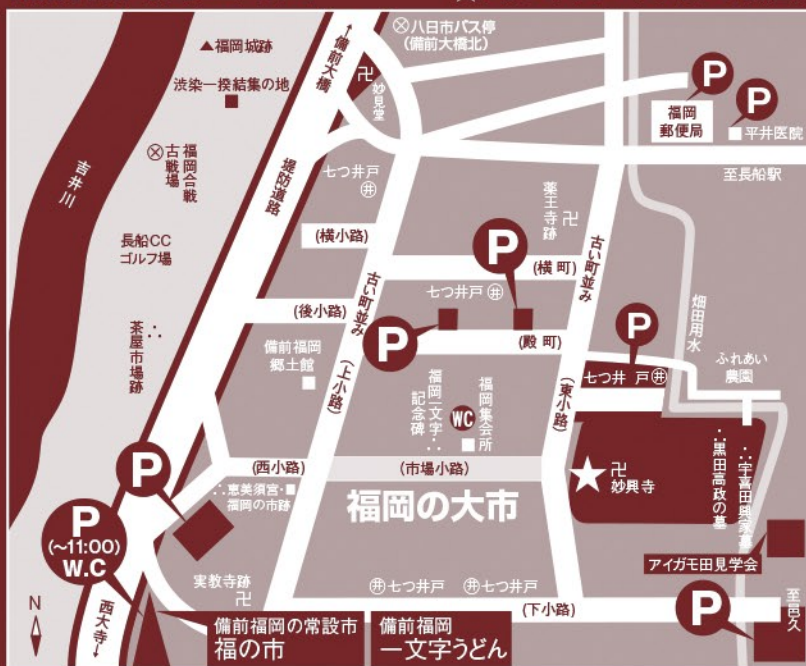 ▲福岡城跡
渋染一揆結集の地
福岡合戦
古戦場
吉井川
長船CC
ゴルフ場
茶屋市場跡
↑備前大橋
堤防道路
八日市バス停
(備前大橋北)
卍
妙見堂
七つ井戸
井
(横小路)
(後小路)
古い町並み
(上小路)
備前福岡
郷土館
薬王寺跡
卍
(横町)
七つ井戸 井
P
P
(殿町)
古い町並み
(東小路)
P
福岡
郵便局
P
平井医院
至長船駅
畑田用水
P
七つ井戸 井
ふれあい
農園
福岡一文字
記念碑
WC
福岡集会所
(西小路)
(市場小路)
恵美須宮・
福岡の市跡
福岡の大市
★
卍
妙興寺
黒田高政の墓
宇喜田興家墓
アイガモ田見学会
P
P
(~11:00)
W.C
実教寺跡
卍
井 七つ井戸
井 七つ井戸
(下小路)
P
至邑久
N
西大寺→
備前福岡の常設市
福の市
備前福岡
一文字うどん